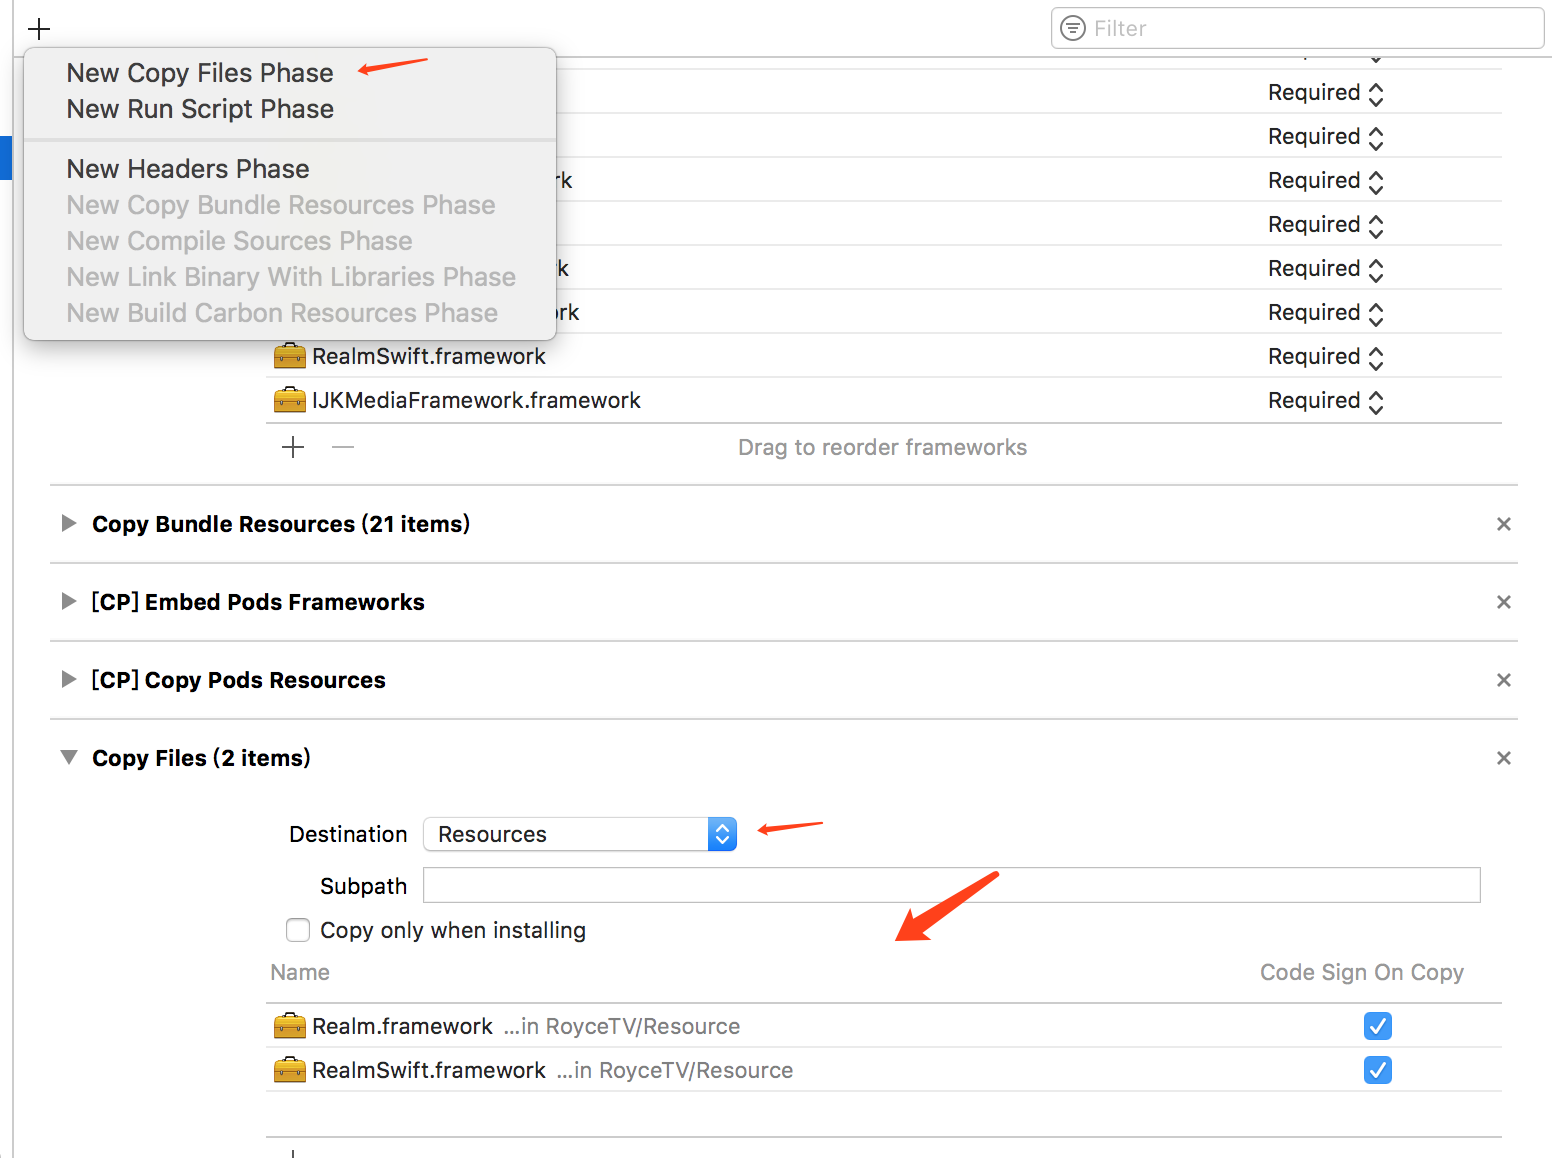 Filter
New Copy Files Phase
New Run Script Phase
New Headers Phase
New Copy Bundle Resources Phase
New Compile Sources Phase
New Link Binary With Libraries Phase
New Build Carbon Resources Phase
Required
Required
rk Required
Required
k Required
rk Required
RealmSwift.framework Required
IJKMediaFramework.framework Required
Drag to reorder frameworks
Copy Bundle Resources (21 items)
[CP] Embed Pods Frameworks
[CP] Copy Pods Resources
Copy Files (2 items)
Destination Resources
Subpath
Copy only when installing
Name Code Sign On Copy
Realm.framework ...in RoyceTV/Resource
RealmSwift.framework ...in RoyceTV/Resource